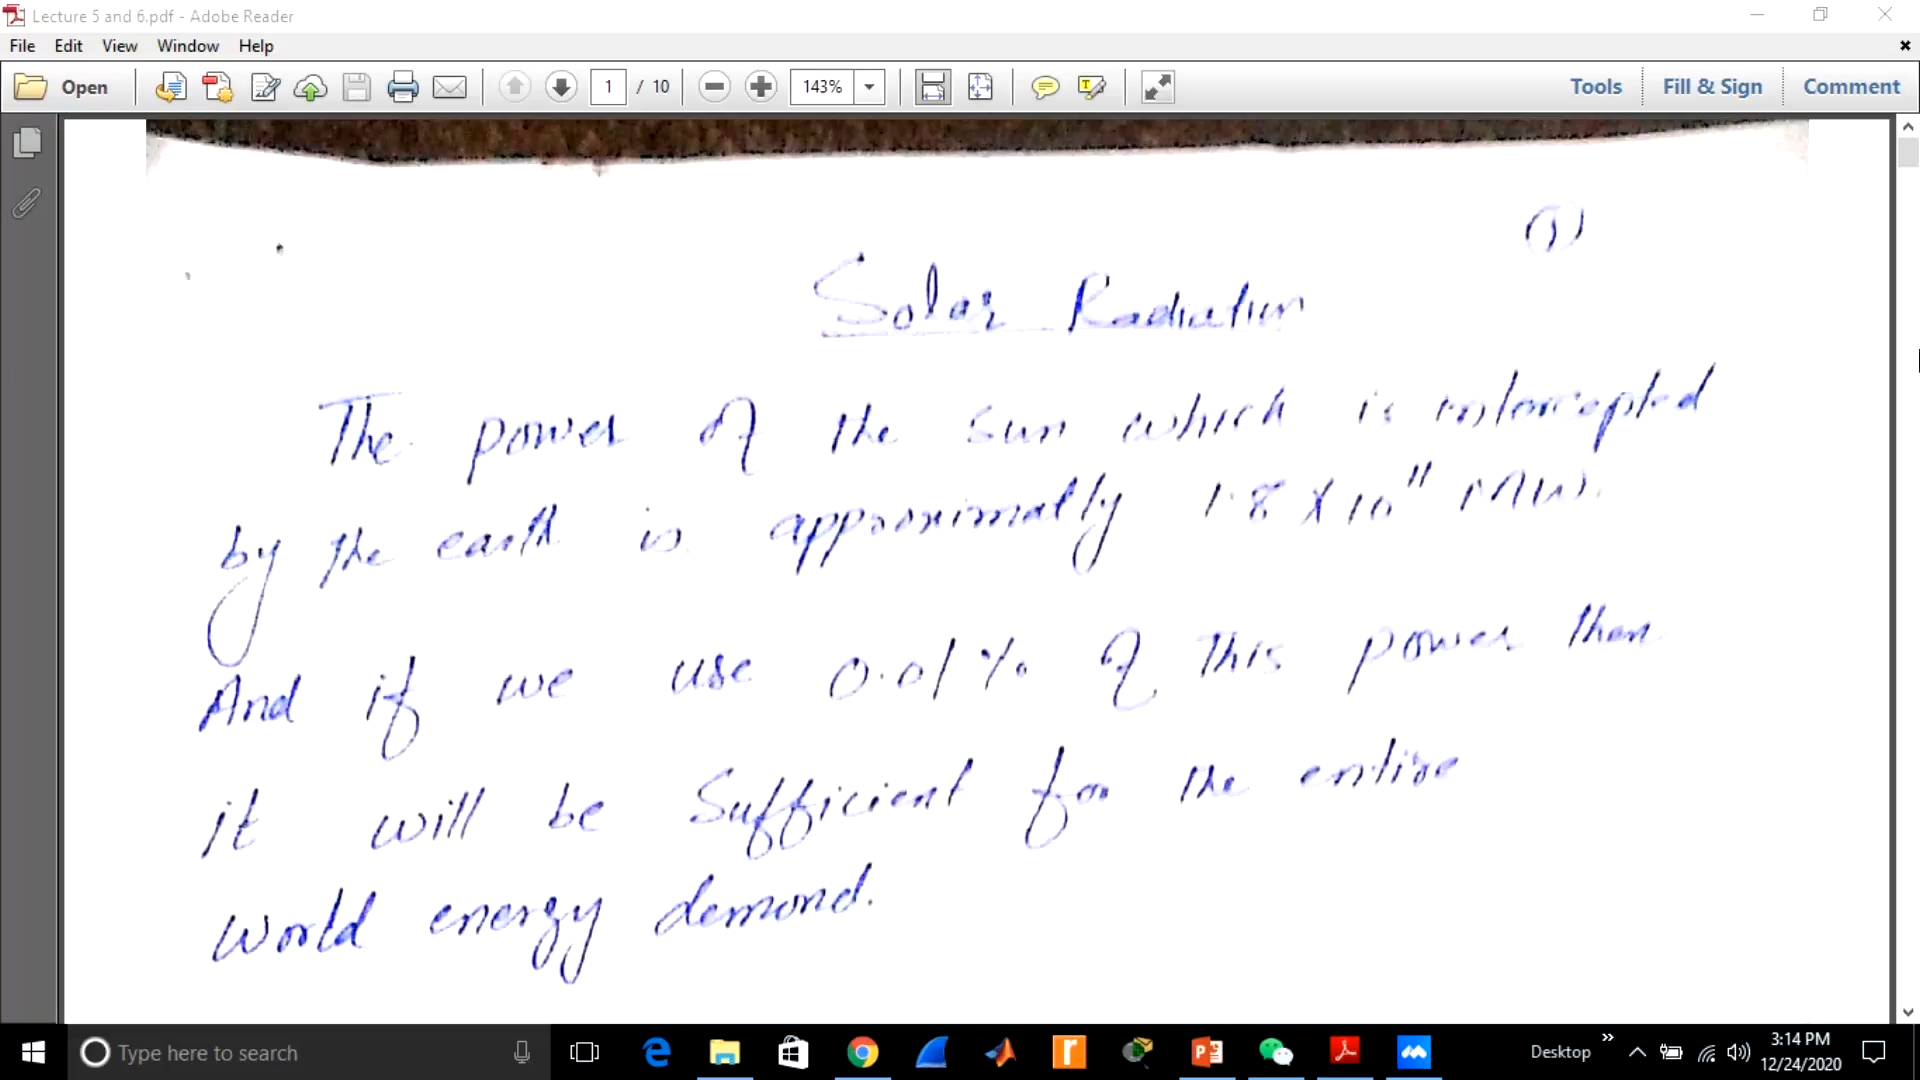 Lecture 5 and 6.pdf - Adobe Reader
File Edit View Window Help
Open 1 / 10 143% Tools Fill & Sign Comment
(1)
Solar Radiation
The power of the sun which is intercepted
by the earth is approximatly 1.8 X 10¹¹ MW.
And if we use 0.01% of this power then
it will be Sufficient for the entire
world energy demond.
Type here to search
Desktop
3:14 PM
12/24/2020